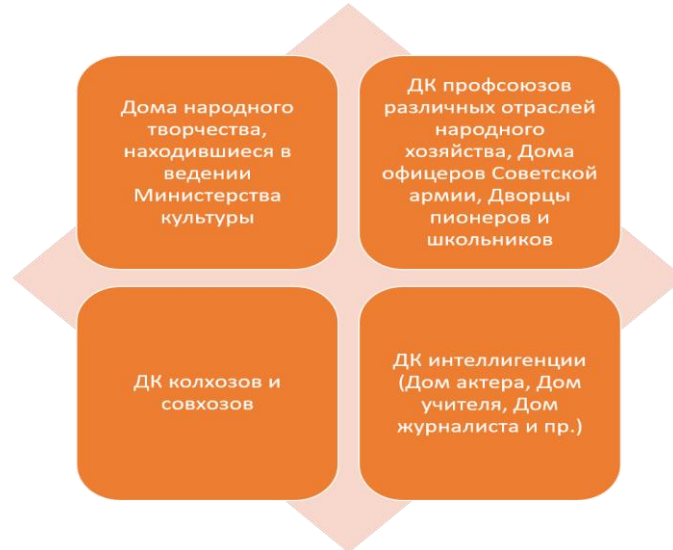 Дома народного
творчества,
находившиеся в
ведении
Министерства
культуры
ДК профсоюзов
различных отраслей
народного
хозяйства, Дома
офицеров Советской
армии, Дворцы
пионеров и
школьников
ДК колхозов и
совхозов
ДК интеллигенции
(Дом актера, Дом
учителя, Дом
журналиста и пр.)